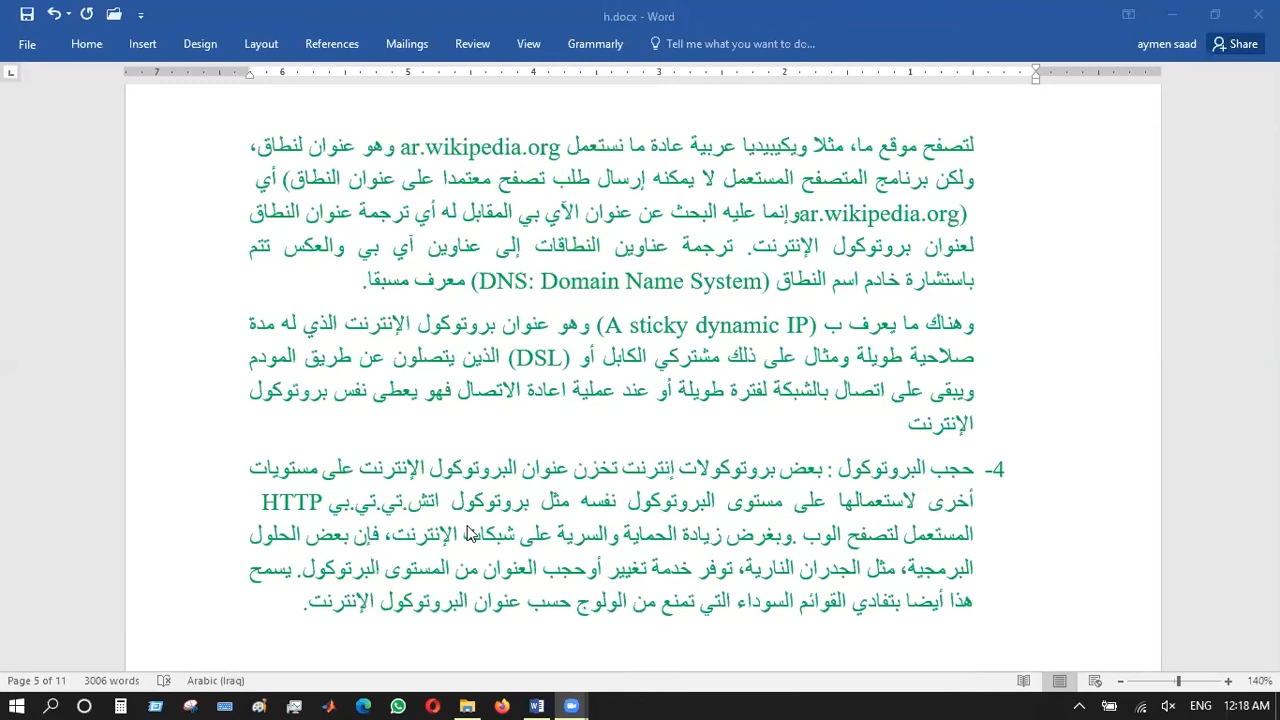 h.docx - Word
File Home Insert Design Layout References Mailings Review View Grammarly Tell me what you want to do... aymen saad Share
7 6 5 4 3 2 1
لتصفح موقع ما، مثلا ويكيبيديا عربية عادة ما نستعمل ar.wikipedia.org وهو عنوان لنطاق،
ولكن برنامج المتصفح المستعمل لا يمكنه إرسال طلب تصفح معتمدا على عنوان النطاق) أي
(ar.wikipedia.orgوإنما عليه البحث عن عنوان الآي بي المقابل له أي ترجمة عنوان النطاق
لعنوان بروتوكول الإنترنت. ترجمة عناوين النطاقات إلى عناوين آي بي والعكس تتم
باستشارة خادم اسم النطاق (DNS: Domain Name System) معرف مسبقا.
وهناك ما يعرف ب (A sticky dynamic IP) وهو عنوان بروتوكول الإنترنت الذي له مدة
صلاحية طويلة ومثال على ذلك مشتركي الكابل أو (DSL) الذين يتصلون عن طريق المودم
ويبقى على اتصال بالشبكة لفترة طويلة أو عند عملية اعادة الاتصال فهو يعطى نفس بروتوكول
الإنترنت
4- حجب البروتوكول : بعض بروتوكولات إنترنت تخزن عنوان البروتوكول الإنترنت على مستويات
أخرى لاستعمالها على مستوى البروتوكول نفسه مثل بروتوكول اتش.تي.تي.بي HTTP
المستعمل لتصفح الوب .وبغرض زيادة الحماية والسرية على شبكات الإنترنت، فإن بعض الحلول
البرمجية، مثل الجدران النارية، توفر خدمة تغيير أوحجب العنوان من المستوى البرتوكول. يسمح
هذا أيضا بتفادي القوائم السوداء التي تمنع من الولوج حسب عنوان البروتوكول الإنترنت.
Page 5 of 11 3006 words Arabic (Iraq) 140%
ENG 12:18 AM